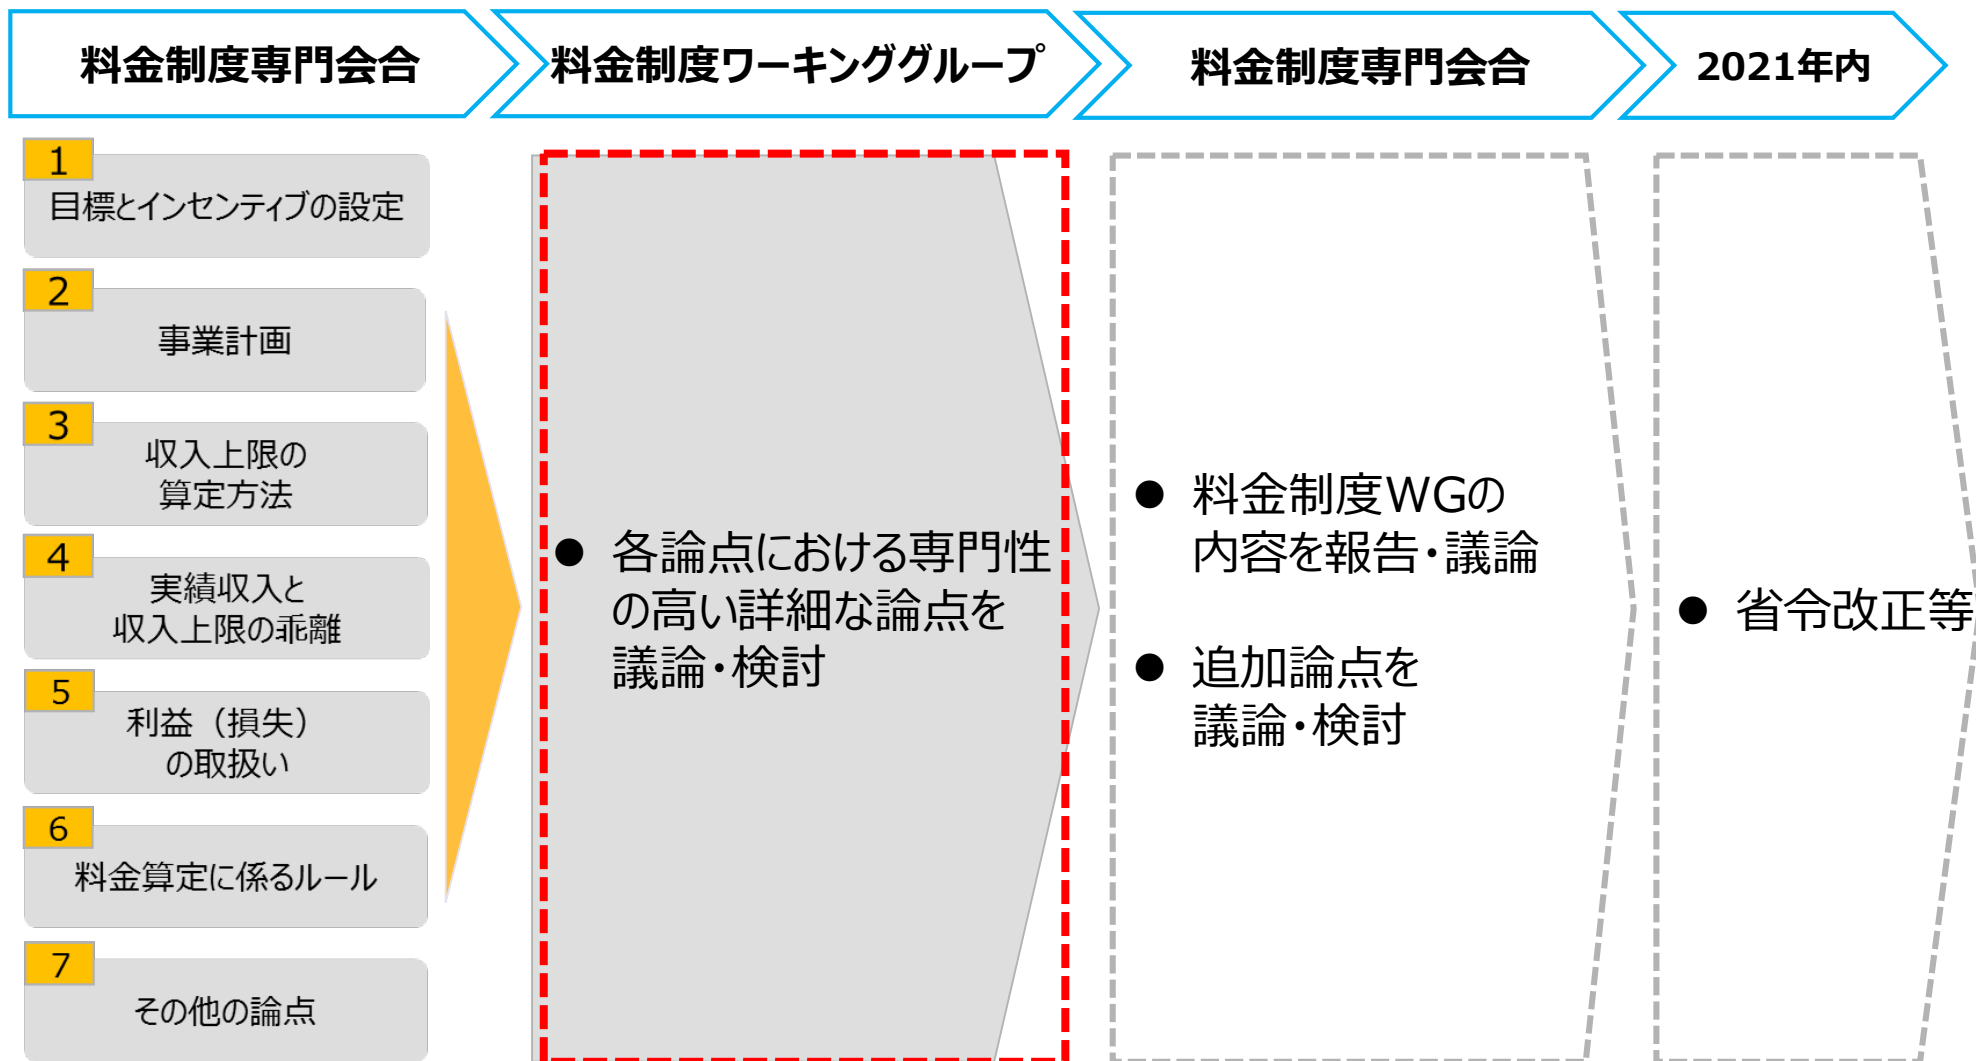 料金制度専門会合
料金制度ワーキンググループ
料金制度専門会合
2021年内
1
目標とインセンティブの設定
2
事業計画
3
収入上限の
算定方法
4
実績収入と
収入上限の乖離
5
利益（損失）
の取扱い
6
料金算定に係るルール
7
その他の論点
● 各論点における専門性
の高い詳細な論点を
議論・検討
● 料金制度WGの
内容を報告・議論
● 追加論点を
議論・検討
● 省令改正等